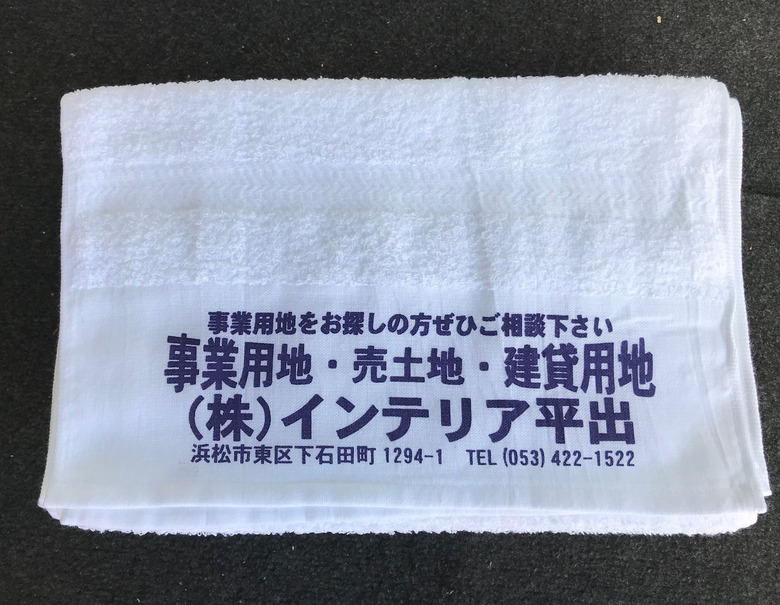 事業用地をお探しの方ぜひご相談下さい
事業用地・売土地・建貸用地
（株）インテリア平出
浜松市東区下石田町 1294-1 TEL (053) 422-1522